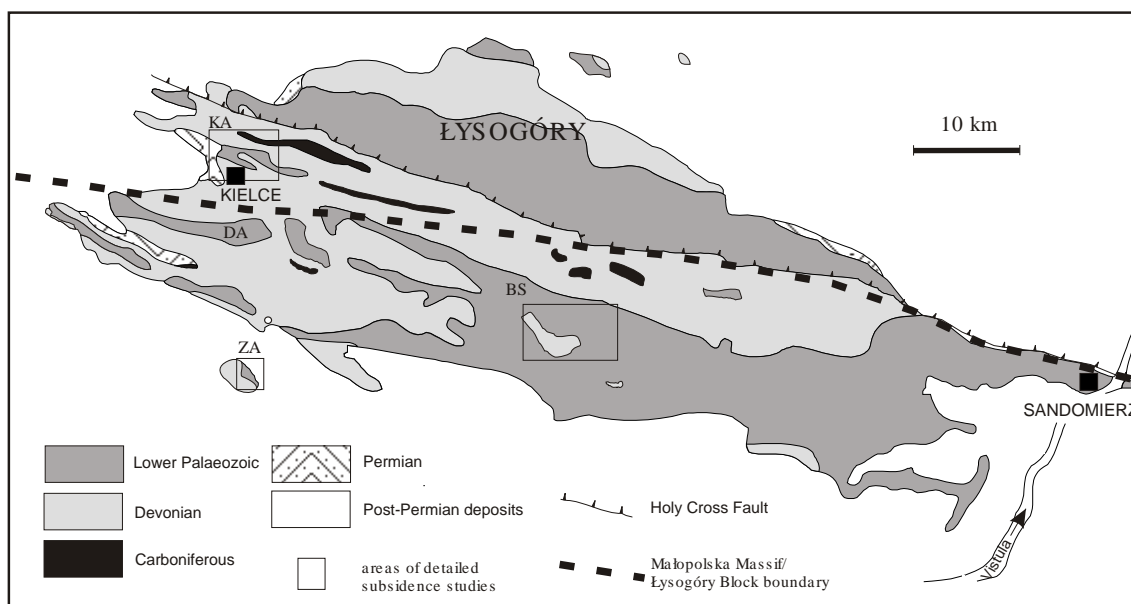 ŁYSOGÓRY
10 km
KA
KIELCE
DA
BS
ZA
SANDOMIERZ
Lower Palaeozoic
Permian
Devonian
Post-Permian deposits
Holy Cross Fault
Carboniferous
areas of detailed
subsidence studies
Małopolska Massif/
Łysogóry Block boundary
Vistula